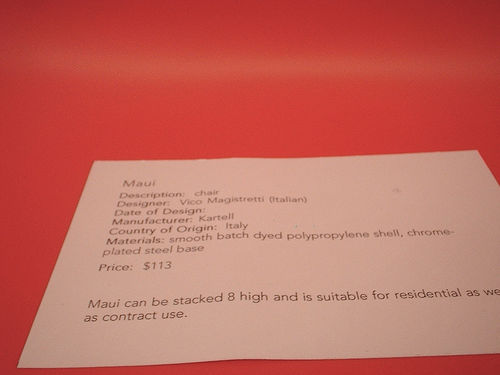 Maui
Description: chair
Designer: Vico Magistretti (Italian)
Date of Design:
Manufacturer: Kartell
Country of Origin: Italy
Materials: smooth batch dyed polypropylene shell, chrome-
plated steel base
Price: $113
Maui can be stacked 8 high and is suitable for residential as we
as contract use.